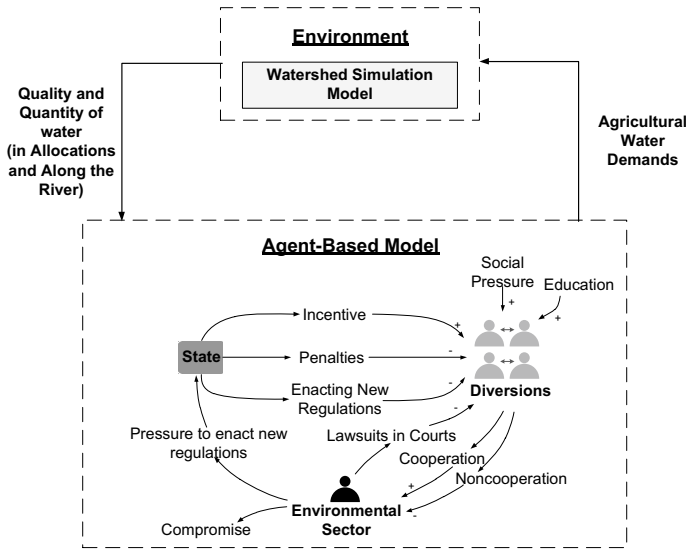 Environment
Watershed Simulation
Model
Quality and
Quantity of
water
(in Allocations
and Along the
River)
Agricultural
Water
Demands
Agent-Based Model
Social
Pressure
Education
+
+
Incentive
+
State
Penalties
-
Enacting New
Regulations
-
Diversions
-
Lawsuits in Courts
Pressure to enact new
regulations
Cooperation
Noncooperation
+
-
Environmental
Sector
Compromise